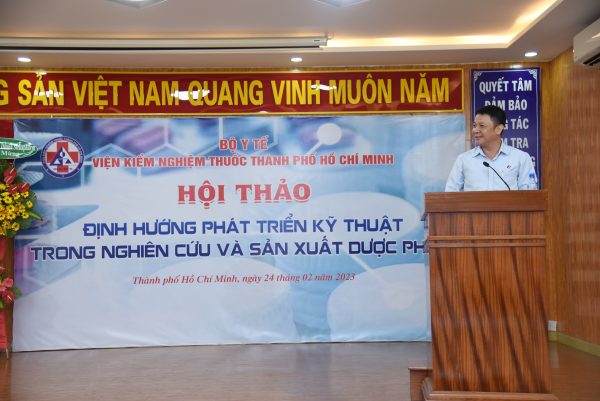 NG SẢN VIỆT NAM QUANG VINH MUÔN NĂM
BỘ Y TẾ
VIỆN KIỂM NGHIỆM THUỐC THÀNH PHỐ HỒ CHÍ MINH
HỘI THẢO
ĐỊNH HƯỚNG PHÁT TRIỂN KỸ THUẬT
TRONG NGHIÊN CỨU VÀ SẢN XUẤT DƯỢC PH
Thành phố Hồ Chí Minh, ngày 24 tháng 02 năm 2023
QUYẾT TÂM
ĐẢM BẢO
TÁC
TRA